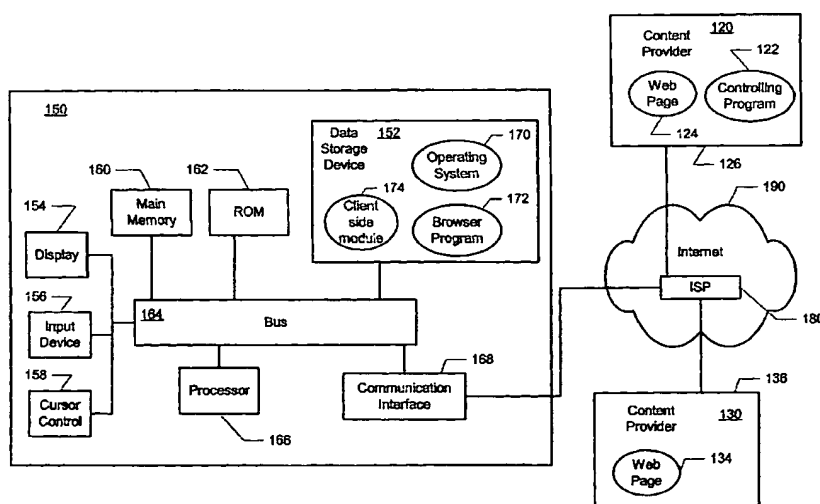 150
Data
Storage
Device
152
170
Operating
System
174
Client
side
module
172
Browser
Program
160
Main
Memory
162
ROM
154
Display
156
Input
Device
158
Cursor
Control
164
Bus
Processor
166
168
Communication
Interface
Content
Provider
120
122
Web
Page
Controlling
Program
124
126
190
Internet
ISP
180
136
Content
Provider
130
Web
Page
134